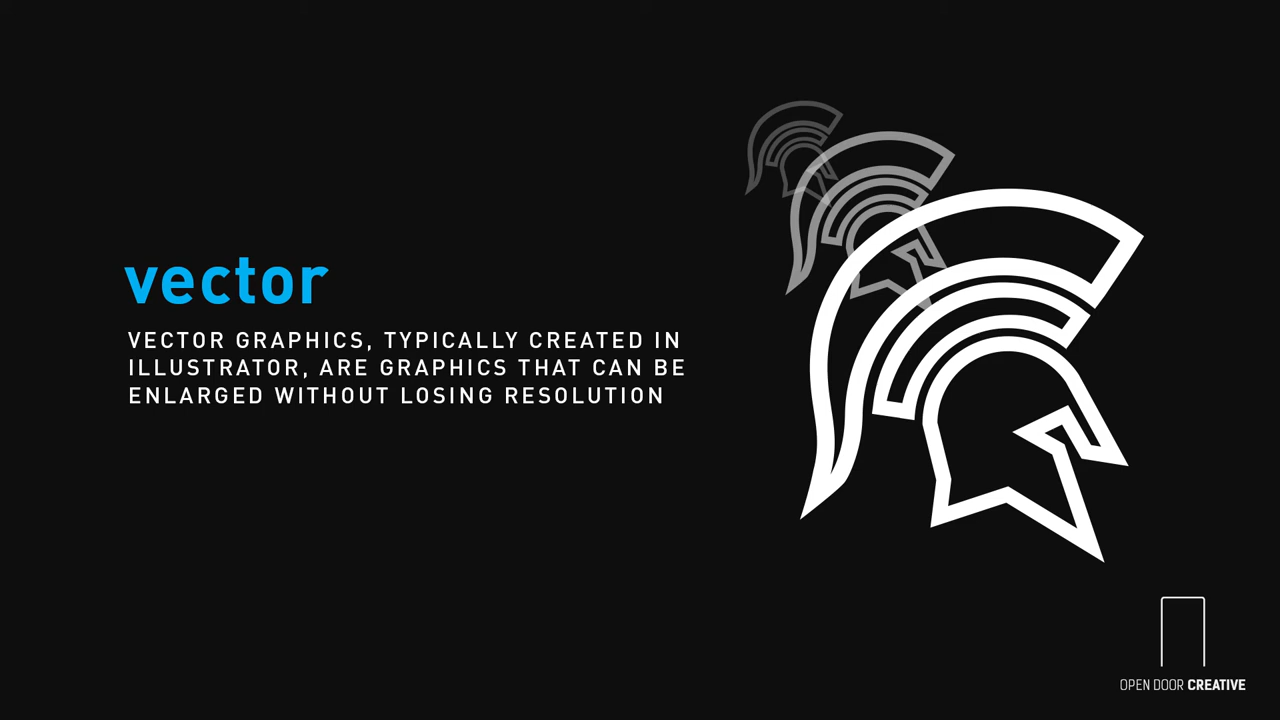 vector
VECTOR GRAPHICS, TYPICALLY CREATED IN
ILLUSTRATOR, ARE GRAPHICS THAT CAN BE
ENLARGED WITHOUT LOSING RESOLUTION
OPEN DOOR CREATIVE